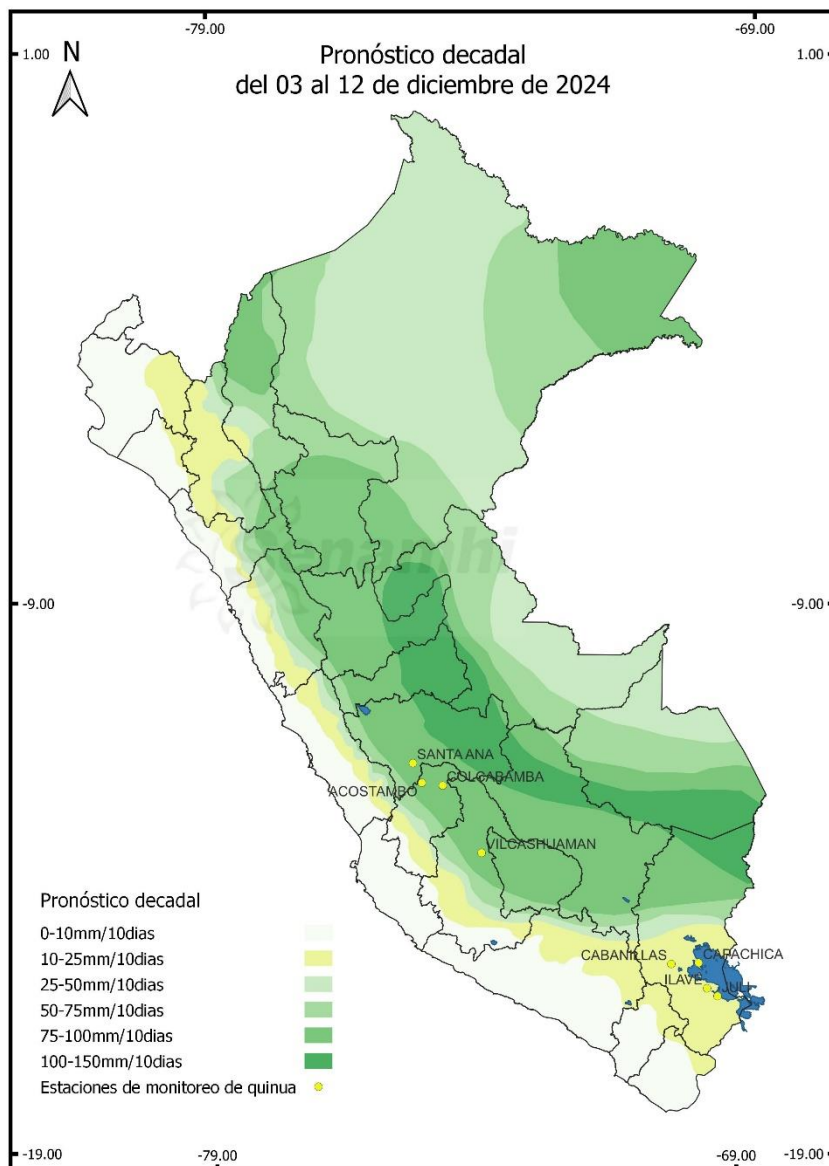 -79.00
-69.00
1.00
1.00
N
Pronóstico decadal
del 03 al 12 de diciembre de 2024
Senamhi
-9.00
-9.00
SANTA ANA
ACOSTAMBO
COLCABAMBA
VILCASHUAMAN
CABANILLAS
CAPACHICA
ILAVE
JULI
Pronóstico decadal
0-10mm/10dias
10-25mm/10dias
25-50mm/10dias
50-75mm/10dias
75-100mm/10dias
100-150mm/10dias
Estaciones de monitoreo de quinua
-19.00
-19.00
-79.00
-69.00